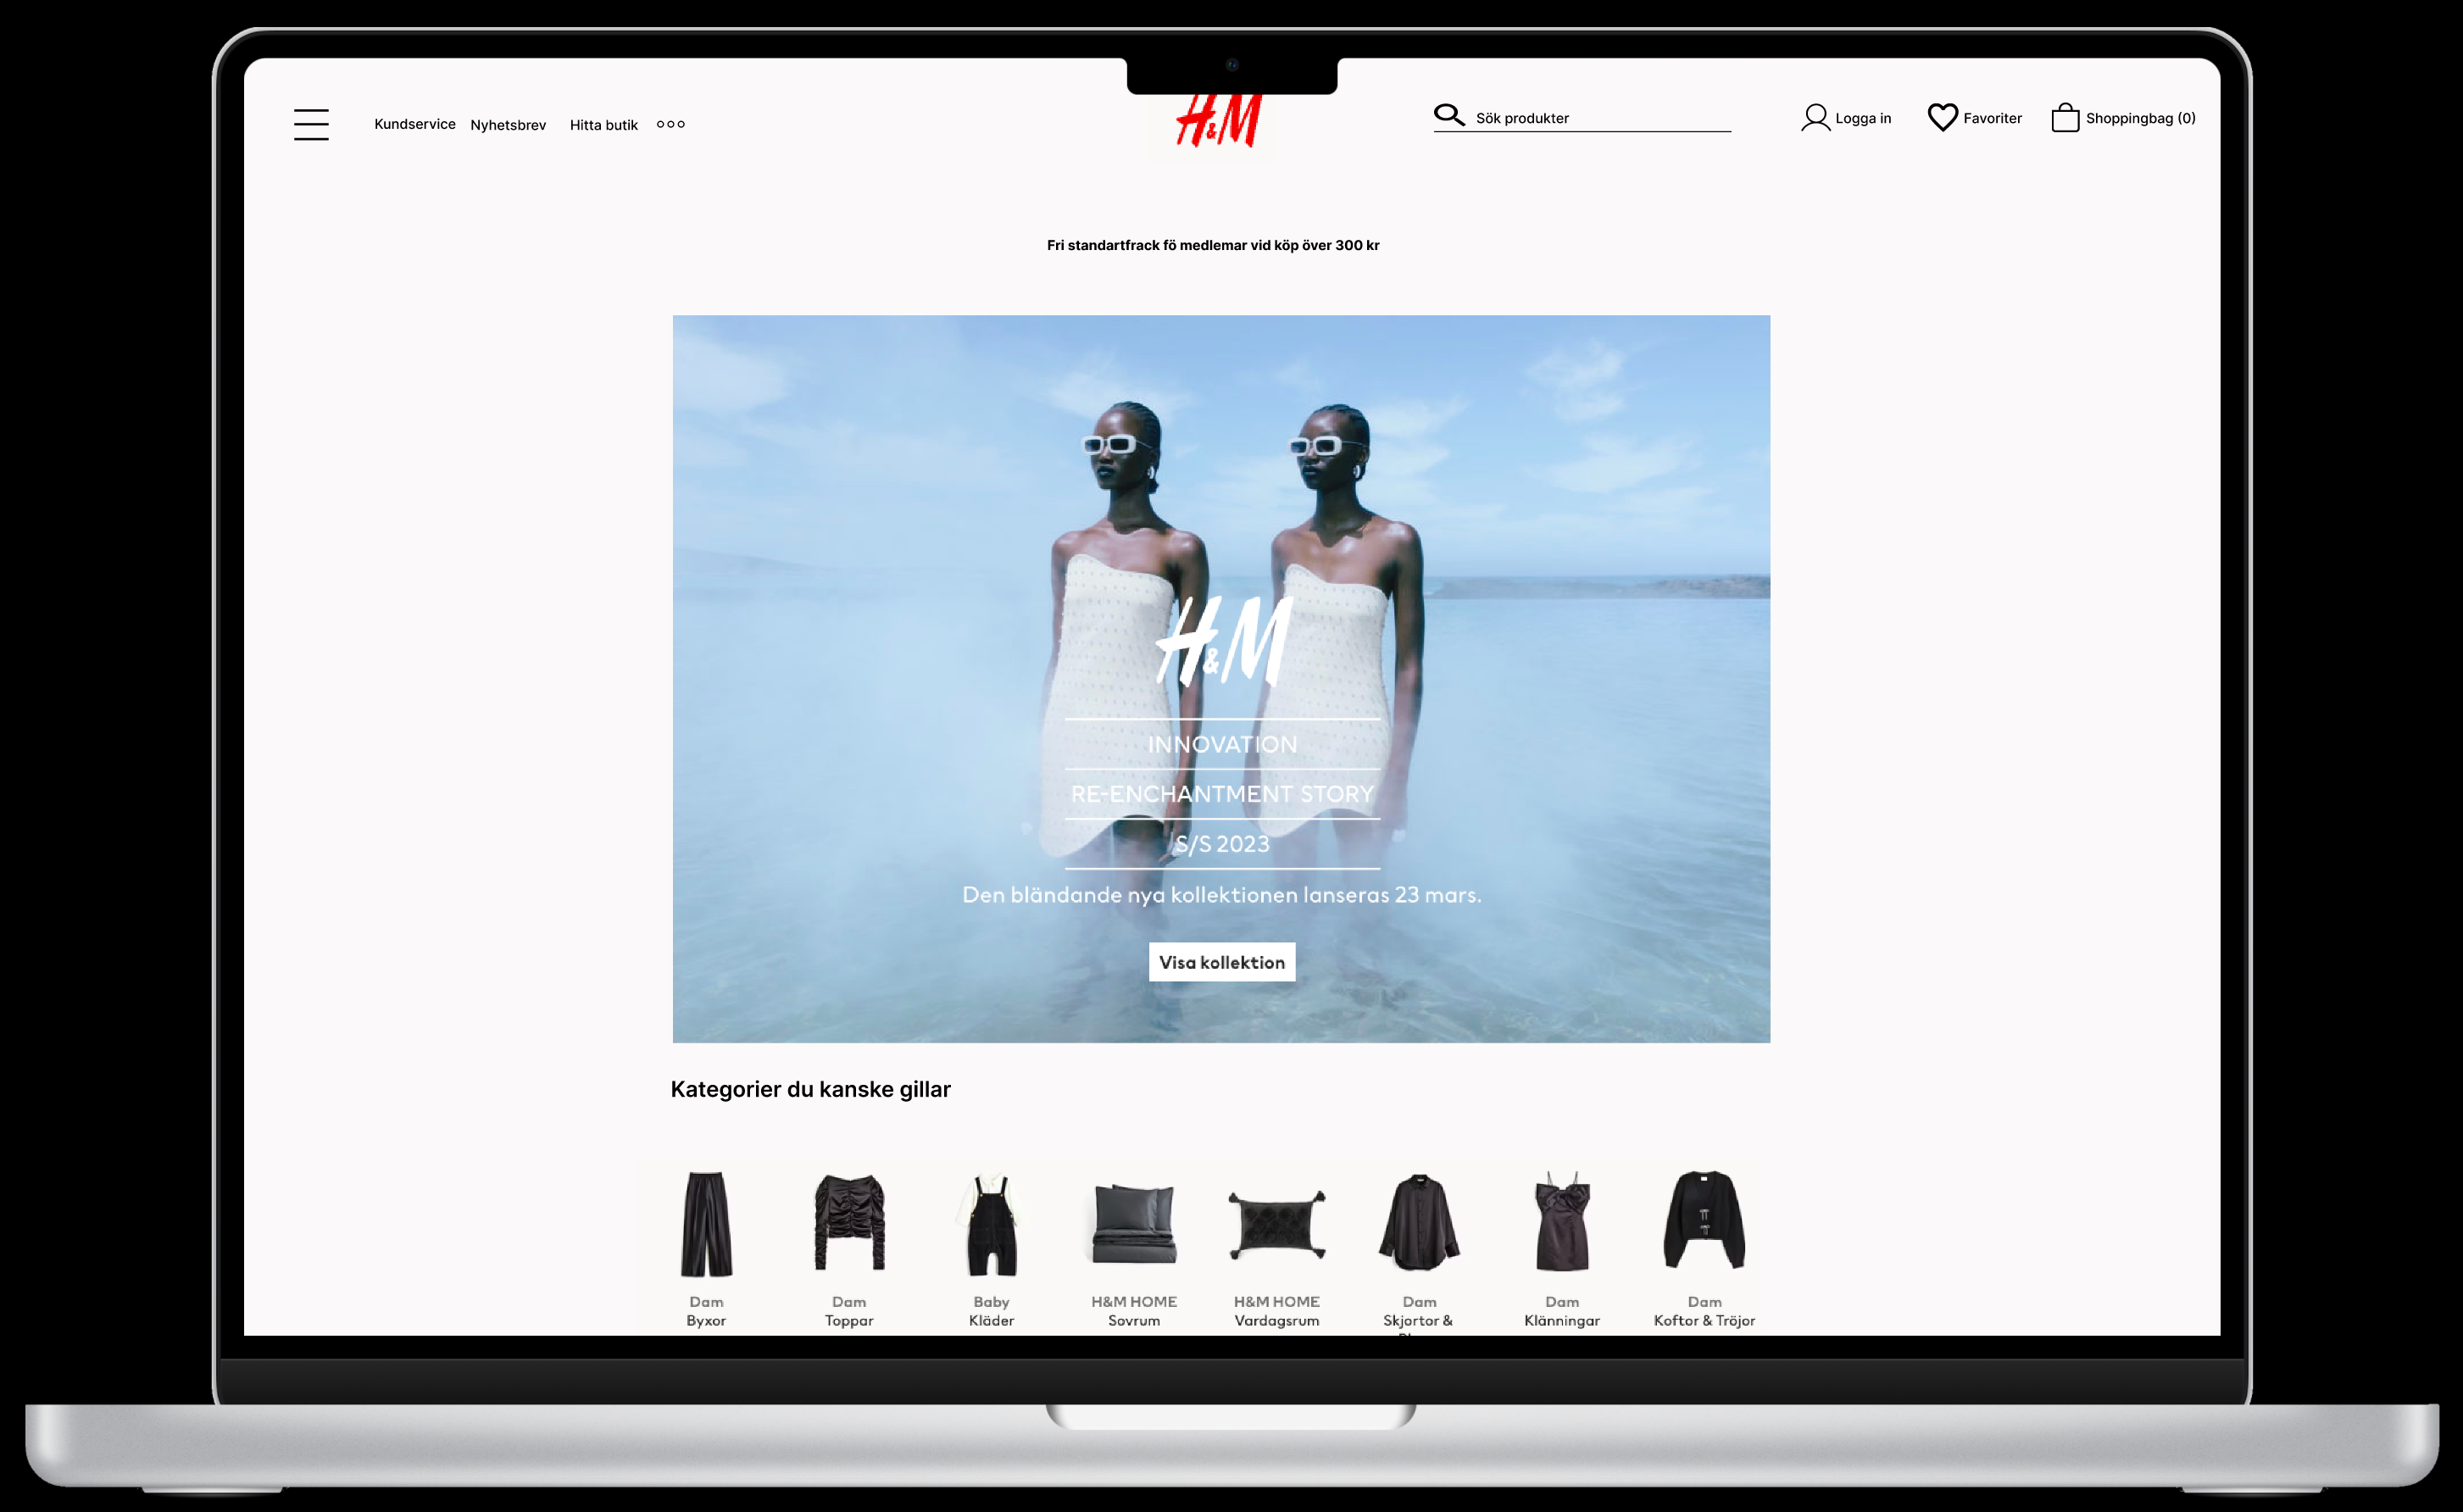 Kundservice Nyhetsbrev Hitta butik
H&M
Sök produkter
Logga in
Favoriter
Shoppingbag (0)
Fri standartfrack fö medlemar vid köp över 300 kr
H&M
INNOVATION
RE-ENCHANTMENT STORY
S/S 2023
Den bländande nya kollektionen lanseras 23 mars.
Visa kollektion
Kategorier du kanske gillar
Dam
Byxor
Dam
Toppar
Baby
Kläder
H&M HOME
Sovrum
H&M HOME
Vardagsrum
Dam
Skjortor &
Dam
Klänningar
Dam
Koftor & Tröjor